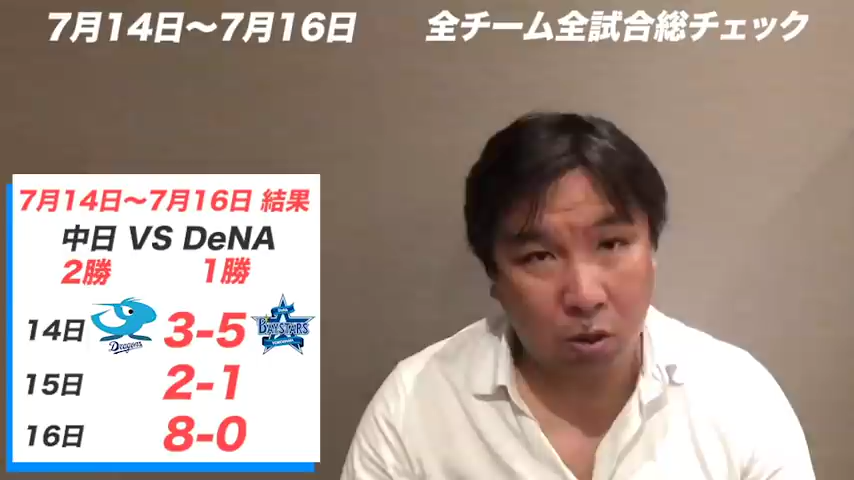 7月14日〜7月16日 全チーム全試合総チェック
7月14日〜7月16日 結果
中日 VS DeNA
2勝 1勝
14日 Dragons 3-5 BAYSTARS
15日 2-1
16日 8-0